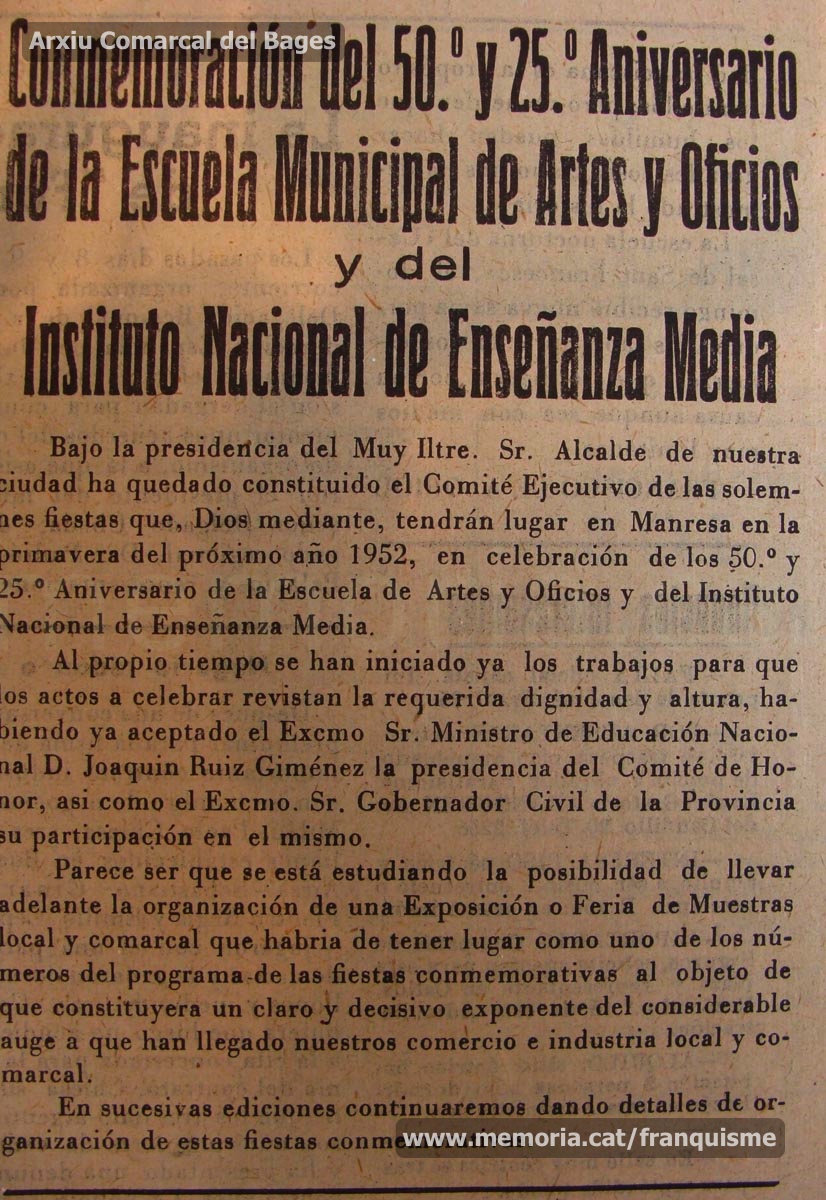 Arxiu Comarcal del Bages
Conmemoración del 50.º y 25.º Aniversario
de la Escuela Municipal de Artes y Oficios
y del
Instituto Nacional de Enseñanza Media
Bajo la presidencia del Muy Iltre. Sr. Alcalde de nuestra
ciudad ha quedado constituido el Comité Ejecutivo de las solem-
nes fiestas que, Dios mediante, tendrán lugar en Manresa en la
primavera del próximo año 1952, en celebración de los 50.º y
25.º Aniversario de la Escuela de Artes y Oficios y del Instituto
Nacional de Enseñanza Media.
Al propio tiempo se han iniciado ya los trabajos para que
los actos a celebrar revistan la requerida dignidad y altura, ha-
biendo ya aceptado el Excmo Sr. Ministro de Educación Nacio-
nal D. Joaquin Ruiz Giménez la presidencia del Comité de Ho-
nor, asi como el Excmo. Sr. Gobernador Civil de la Provincia
su participación en el mismo.
Parece ser que se está estudiando la posibilidad de llevar
adelante la organización de una Exposición o Feria de Muestras
local y comarcal que habria de tener lugar como uno de los nú-
meros del programa de las fiestas conmemorativas al objeto de
que constituyera un claro y decisivo exponente del considerable
auge a que han llegado nuestros comercio e industria local y co-
marcal.
En sucesivas ediciones continuaremos dando detalles de or-
ganización de estas fiestas
www.memoria.cat/franquisme